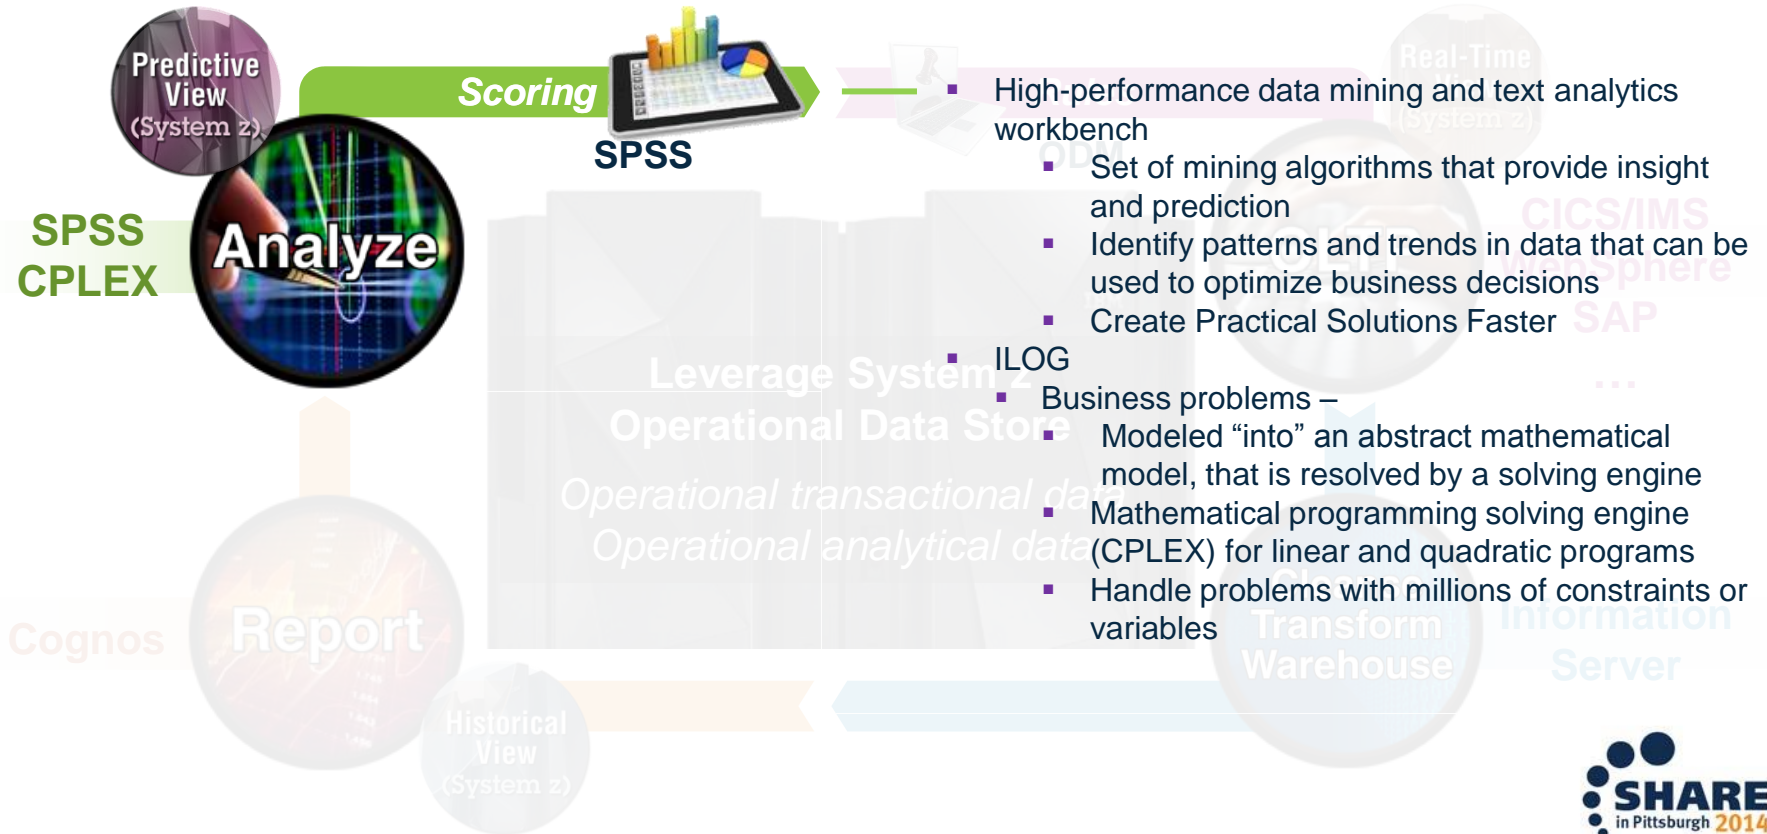 Predictive
View
(System z)
Scoring
SPSS
Analyze
SPSS
CPLEX
▪ High-performance data mining and text analytics
workbench
▪ Set of mining algorithms that provide insight
and prediction
▪ Identify patterns and trends in data that can be
used to optimize business decisions
▪ Create Practical Solutions Faster
▪ ILOG
▪ Business problems –
▪ Modeled “into” an abstract mathematical
model, that is resolved by a solving engine
▪ Mathematical programming solving engine
(CPLEX) for linear and quadratic programs
▪ Handle problems with millions of constraints or
variables
Real-Time
(System z)
ODM
OLTP
CICS/IMS
WebSphere
SAP
...
Leverage System z
Operational Data Store
Operational transactional data
Operational analytical data
Cognos
Report
Historical
View
(System z)
Cleanse
Transform
Warehouse
Information
Server
SHARE
in Pittsburgh 2014